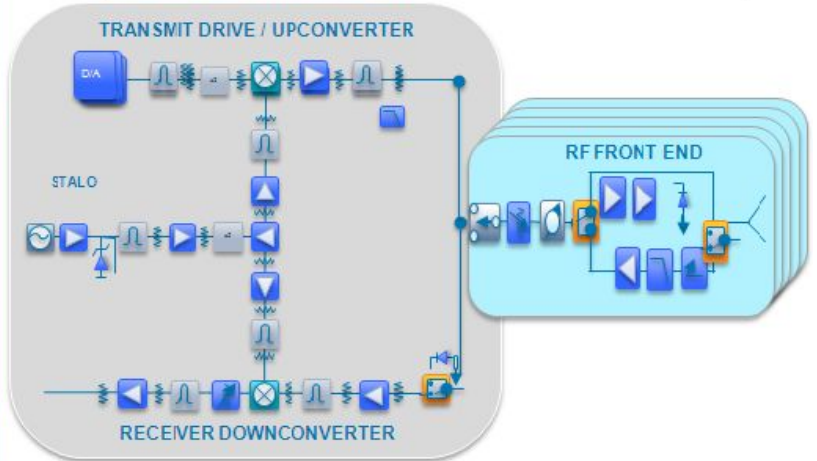 TRANSMIT DRIVE / UPCONVERTER
D/A
RF FRONT END
STALO
RECEIVER DOWNCONVERTER